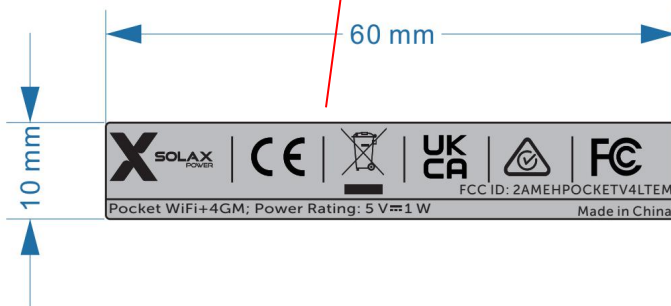 60 mm
10 mm
X SOLAX POWER
CE
UK CA
FC
FCC ID: 2AMEHPOCKETV4LTEM
Pocket WiFi+4GM; Power Rating: 5 V⎓1 W
Made in China